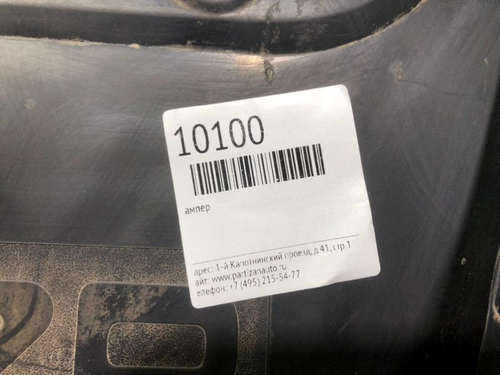 10100
ампер
дрес: 1-й Капотнинский проезд, д.41, стр.1
айт: www.partizanauto.ru
елефон: +7 (495) 215-54-77